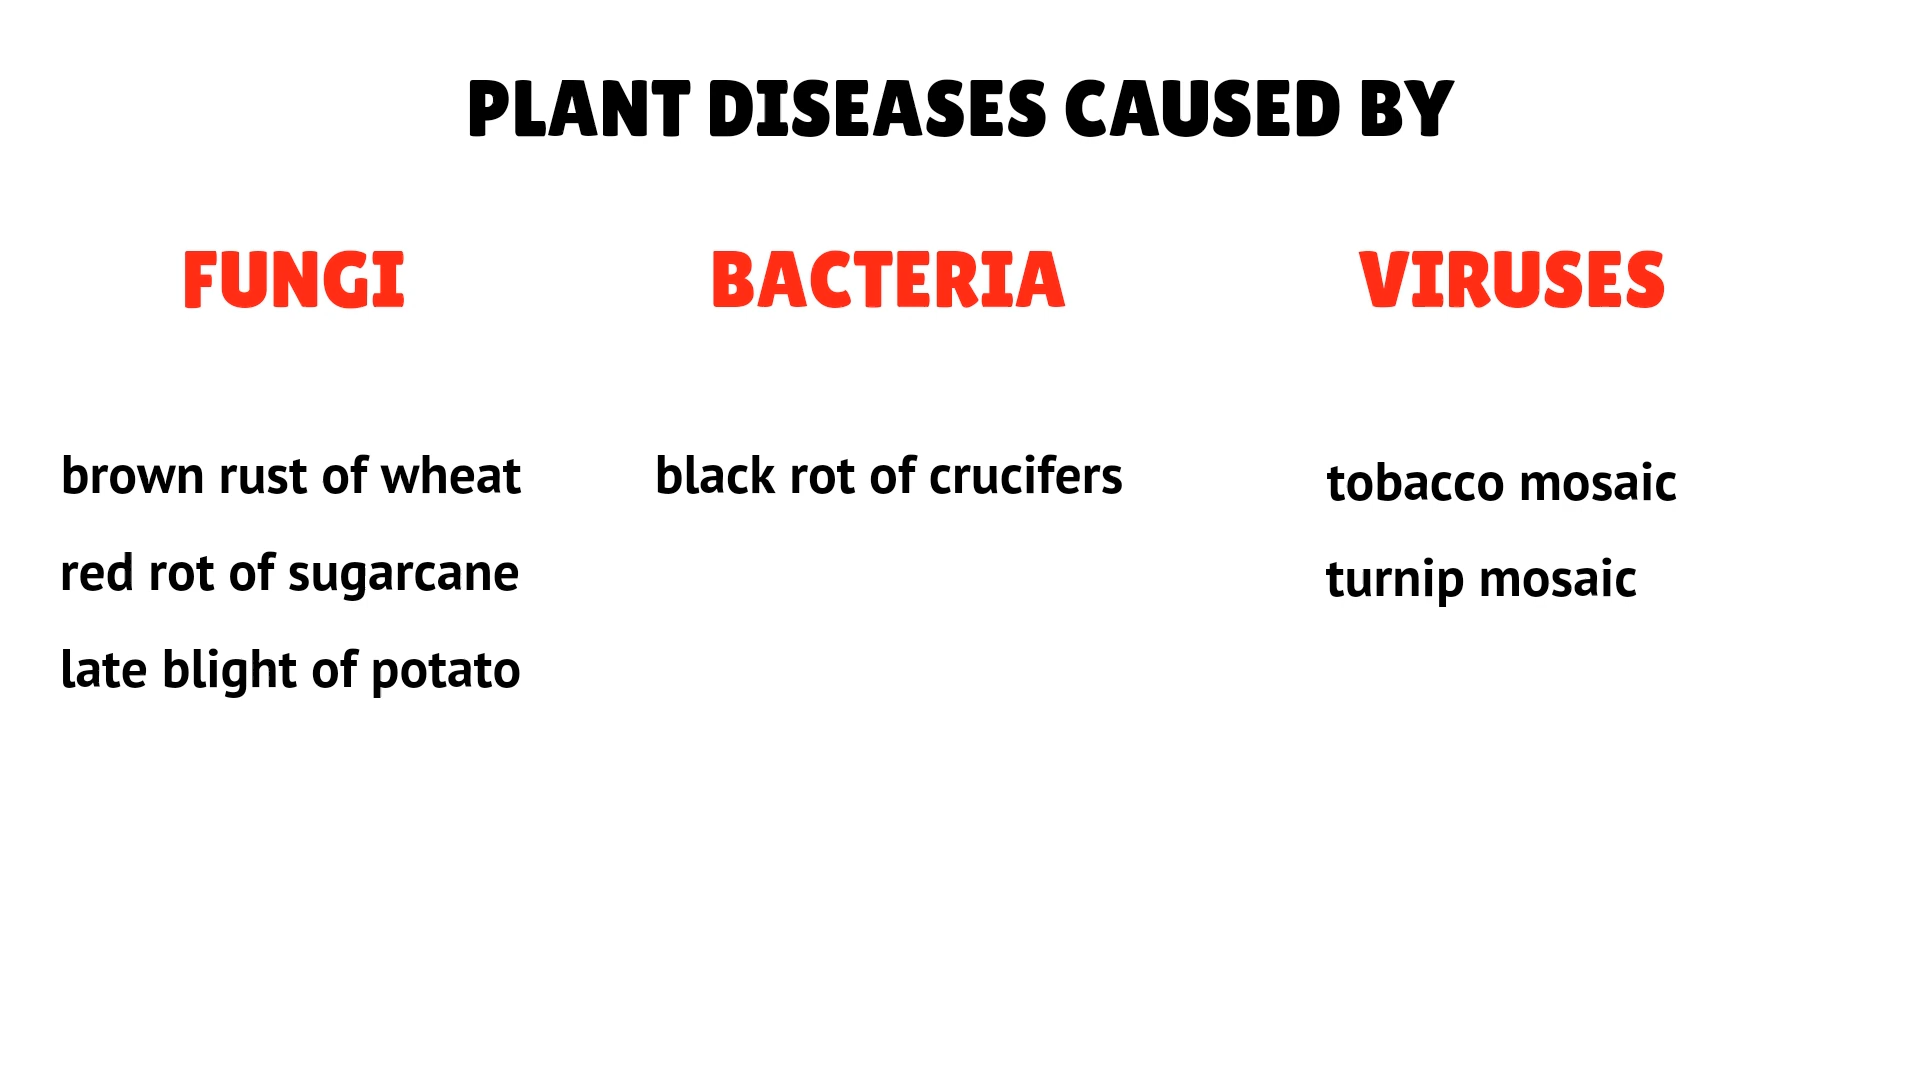 PLANT DISEASES CAUSED BY
FUNGI
brown rust of wheat
red rot of sugarcane
late blight of potato
BACTERIA
black rot of crucifers
VIRUSES
tobacco mosaic
turnip mosaic